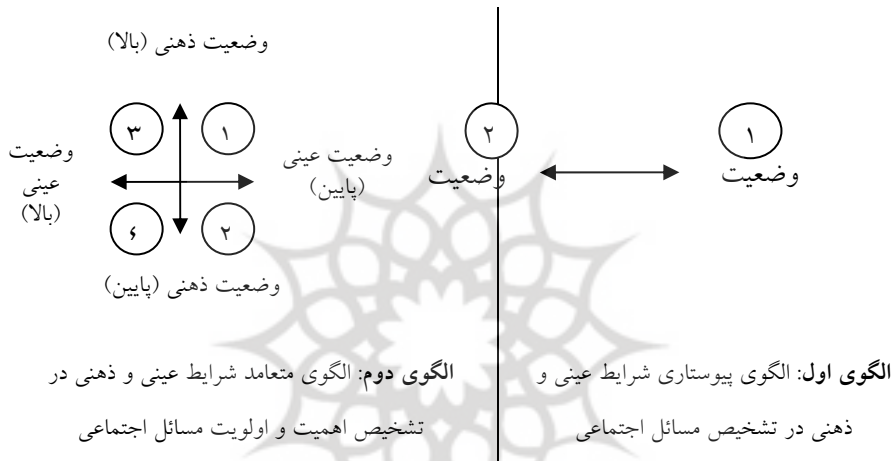 ۱
وضعیت
۲
وضعیت
وضعیت ذهنی (بالا)
۱
۳
وضعیت عینی
(پایین)
وضعیت
عینی
(بالا)
۲
۶
وضعیت ذهنی (پایین)
الگوی اول: الگوی پیوستاری شرایط عینی و
ذهنی در تشخیص مسائل اجتماعی
الگوی دوم: الگوی متعامد شرایط عینی و ذهنی در
تشخیص اهمیت و اولویت مسائل اجتماعی